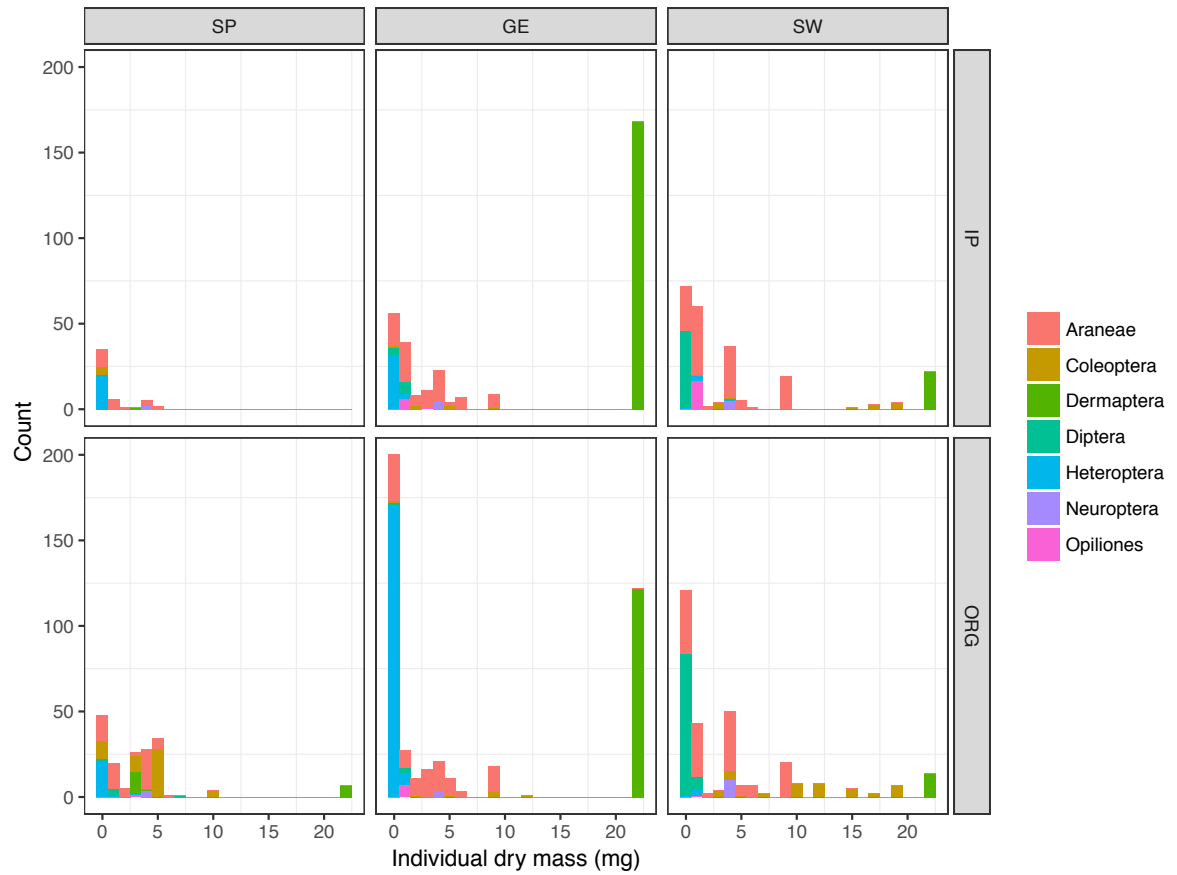 SP
GE
SW
200
150
100
50
0
IP
200
150
100
50
0
ORG
0 5 10 15 20
0 5 10 15 20
0 5 10 15 20
Count
Individual dry mass (mg)
Araneae
Coleoptera
Dermaptera
Diptera
Heteroptera
Neuroptera
Opiliones